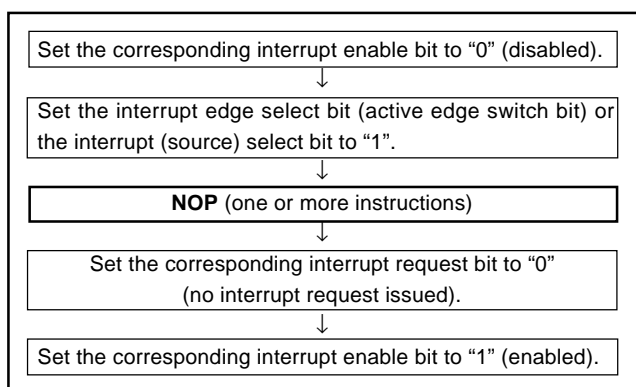 Set the corresponding interrupt enable bit to “0” (disabled).
↓
Set the interrupt edge select bit (active edge switch bit) or
the interrupt (source) select bit to “1”.
↓
NOP (one or more instructions)
↓
Set the corresponding interrupt request bit to “0”
(no interrupt request issued).
↓
Set the corresponding interrupt enable bit to “1” (enabled).